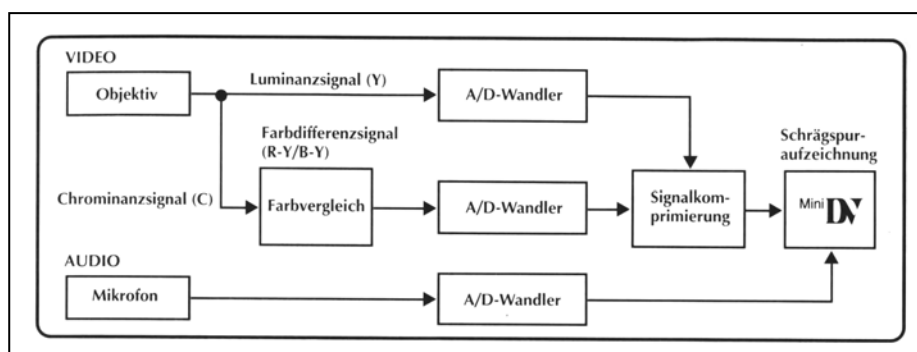 VIDEO
Objektiv
Luminanzsignal (Y)
A/D-Wandler
Farbdifferenzsignal
(R-Y/B-Y)
Schrägspur-
aufzeichnung
Chrominanzsignal (C)
Farbvergleich
A/D-Wandler
Signalkom-
primierung
Mini DV
AUDIO
Mikrofon
A/D-Wandler